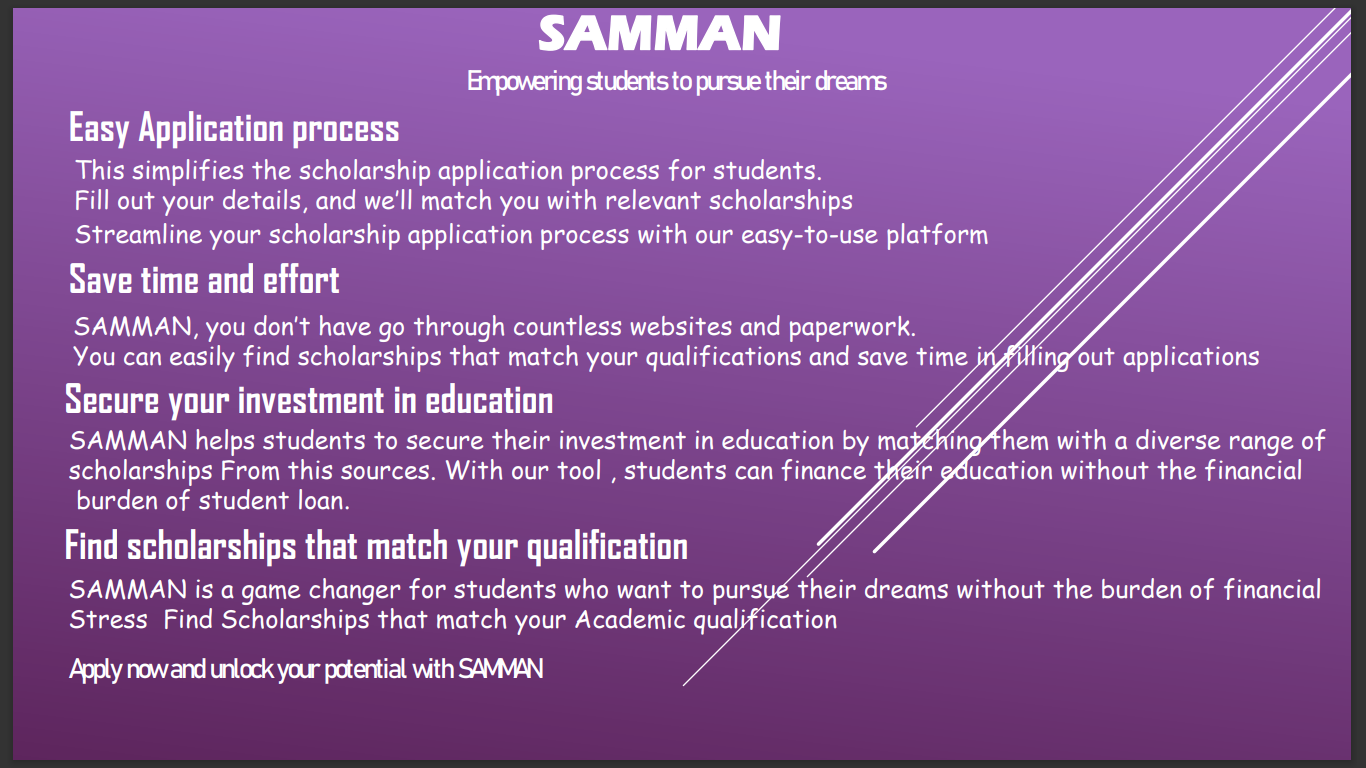 SAMMAN
Empowering students to pursue their dreams
Easy Application process
This simplifies the scholarship application process for students.
Fill out your details, and we'll match you with relevant scholarships
Streamline your scholarship application process with our easy-to-use platform
Save time and effort
SAMMAN, you don't have go through countless websites and paperwork.
You can easily find scholarships that match your qualifications and save time in filling out applications
Secure your investment in education
SAMMAN helps students to secure their investment in education by matching them with a diverse range of
scholarships From this sources. With our tool , students can finance their education without the financial
burden of student loan.
Find scholarships that match your qualification
SAMMAN is a game changer for students who want to pursue their dreams without the burden of financial
Stress  Find Scholarships that match your Academic qualification
Apply now and unlock your potential with SAMMAN